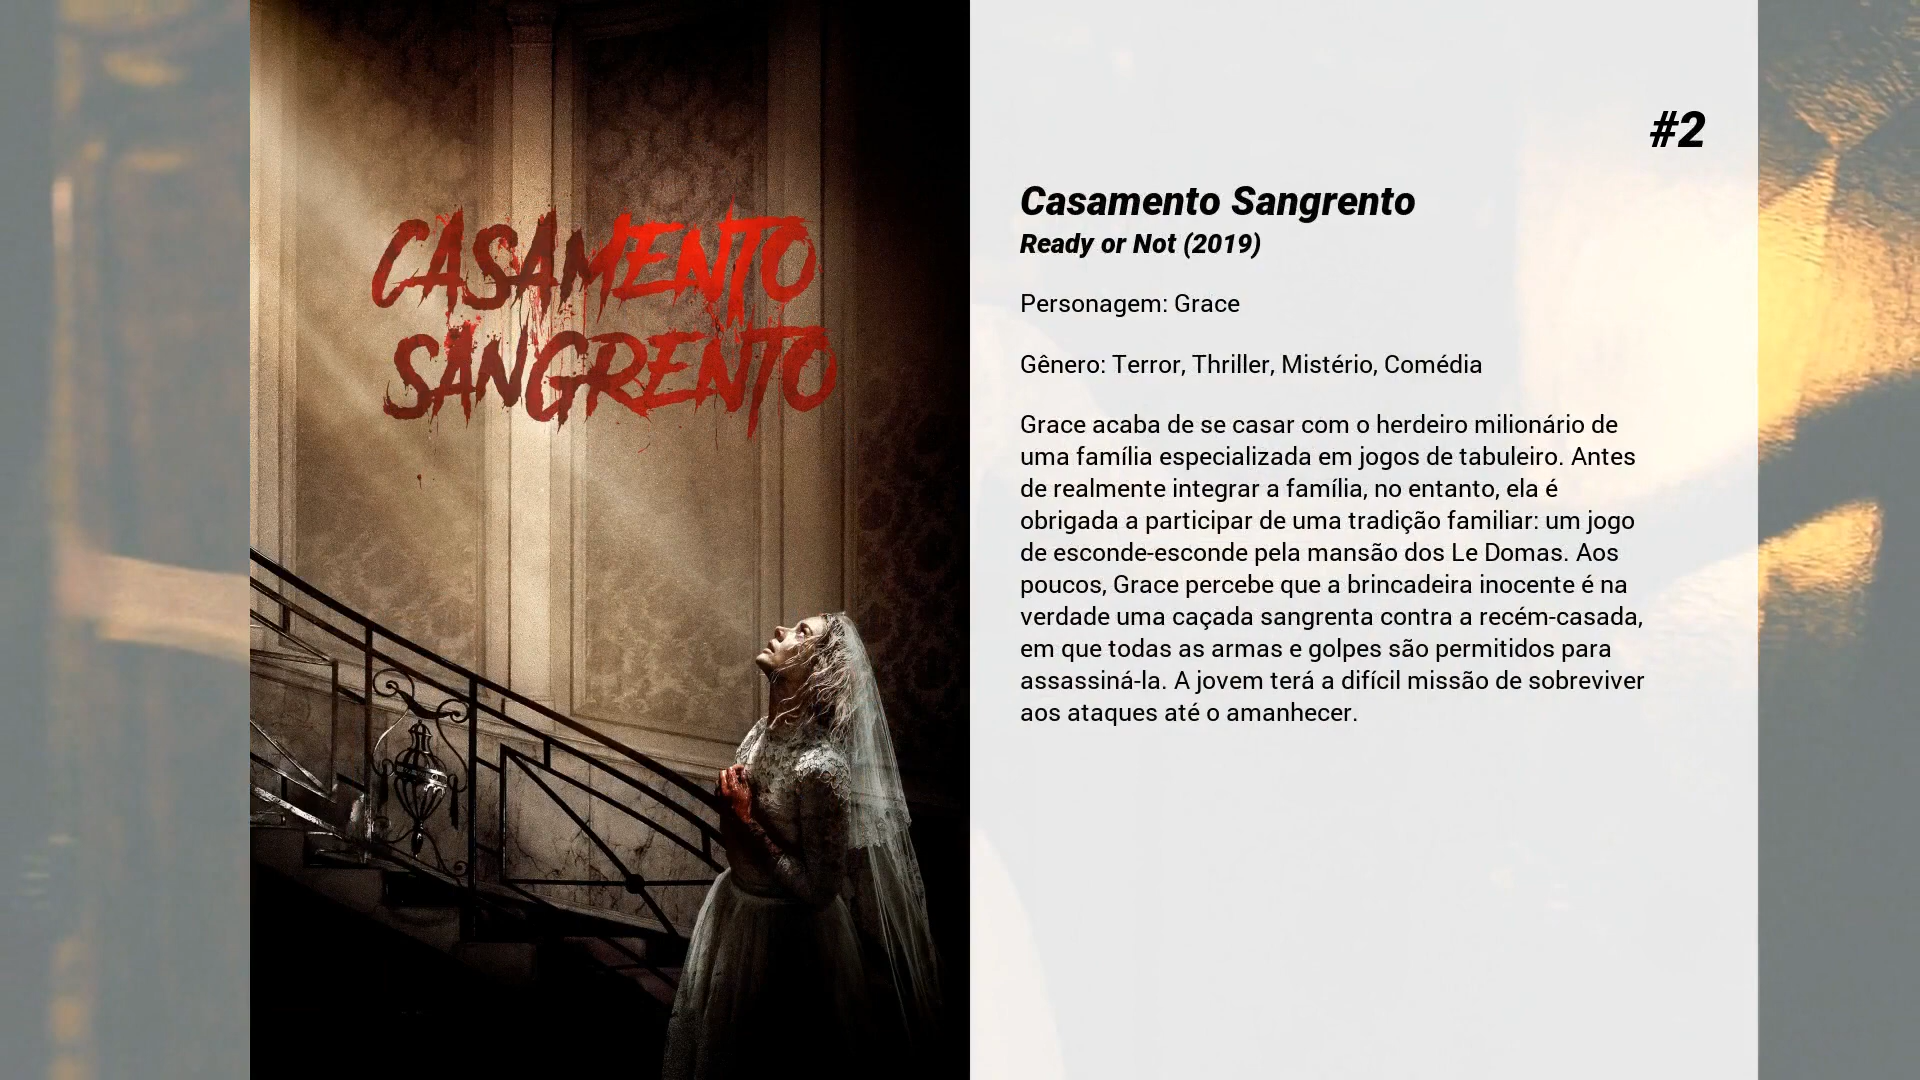 CASAMENTO
SANGRENTO
#2
Casamento Sangrento
Ready or Not (2019)
Personagem: Grace
Gênero: Terror, Thriller, Mistério, Comédia
Grace acaba de se casar com o herdeiro milionário de
uma família especializada em jogos de tabuleiro. Antes
de realmente integrar a família, no entanto, ela é
obrigada a participar de uma tradição familiar: um jogo
de esconde-esconde pela mansão dos Le Domas. Aos
poucos, Grace percebe que a brincadeira inocente é na
verdade uma caçada sangrenta contra a recém-casada,
em que todas as armas e golpes são permitidos para
assassiná-la. A jovem terá a difícil missão de sobreviver
aos ataques até o amanhecer.